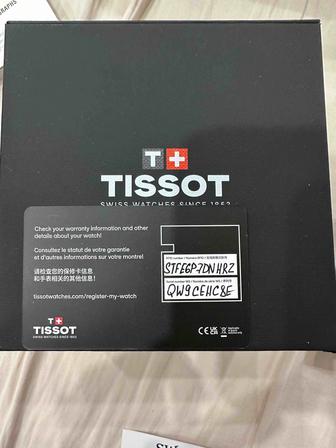 GRAPHS
T+
TISSOT
SWISS WATCHES SINCE 1853
Check your warranty information and other
details about your watch!
Consultez le statut de votre garantie
et d'autres informations sur votre montre!
请检查您的保修卡信息
和手表相关的其他信息
tissotwatches.com/register-my-watch
STFE6P7DNHRZ
QW9CEHC8E
T+
TISSOT
SWISS WATCHES SINCE 1853
CE